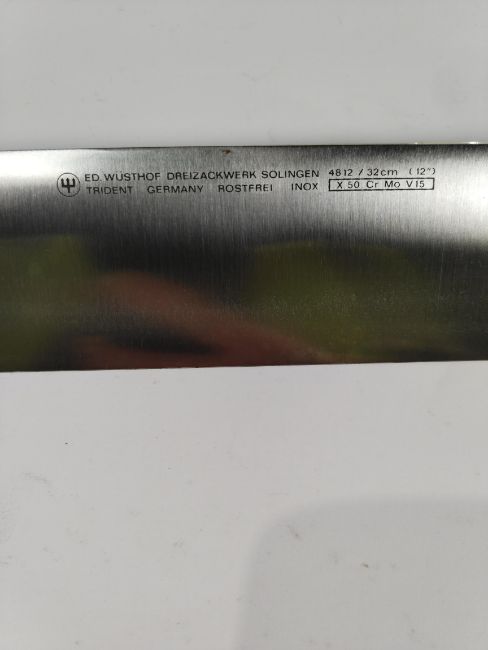 ED. WÜSTHOF DREIZACKWERK SOLINGEN 4812 / 32cm (12")
TRIDENT GERMANY ROSTFREI INOX X 50 Cr Mo V 15